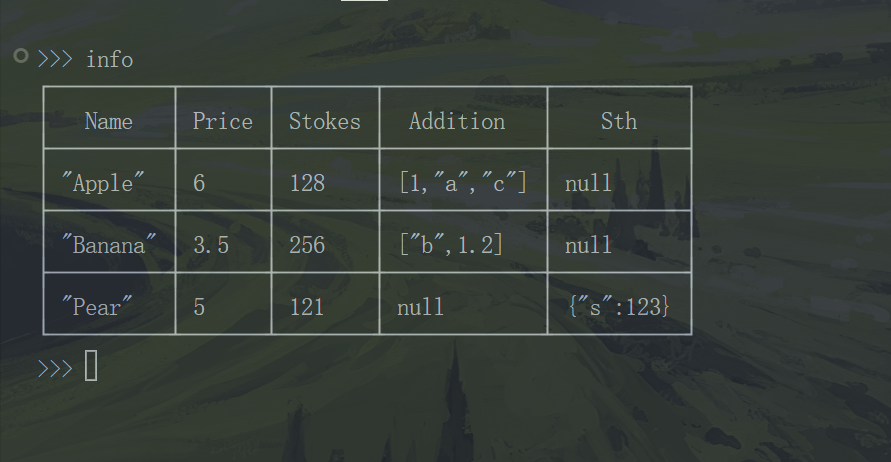 >>> info
Name Price Stokes Addition Sth
"Apple" 6 128 [1,"a","c"] null
"Banana" 3.5 256 ["b",1.2] null
"Pear" 5 121 null {"s":123}
>>>